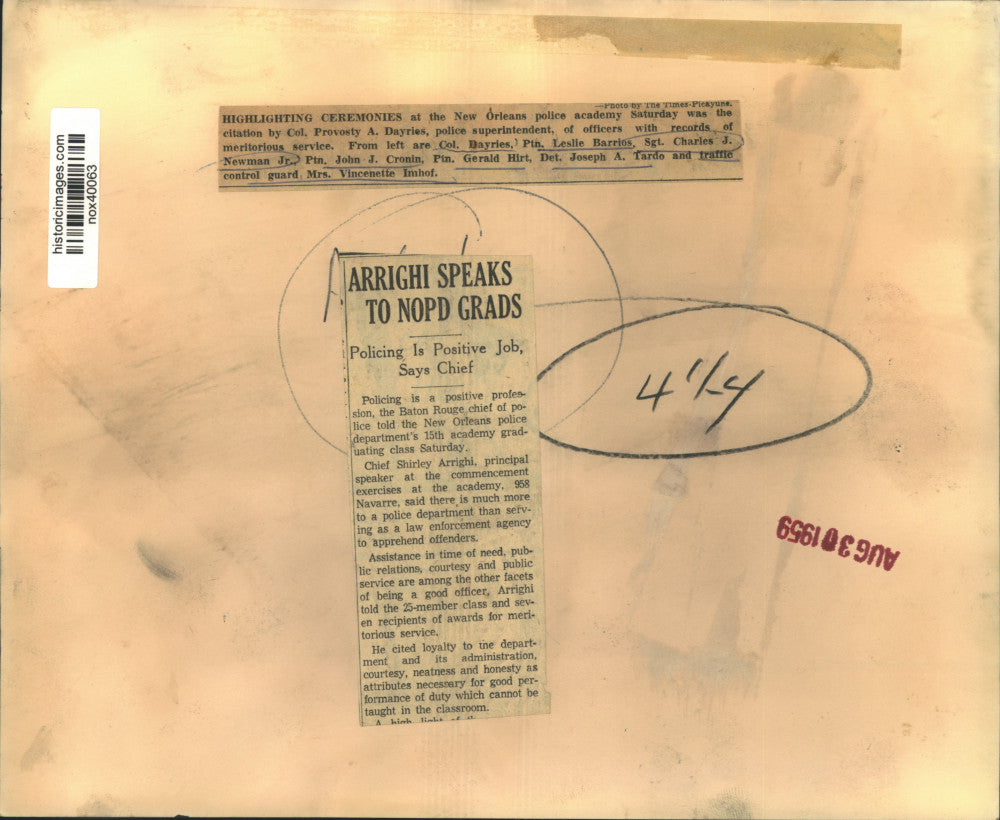 —Photo by The Times-Picayune.
HIGHLIGHTING CEREMONIES at the New Orleans police academy Saturday was the
citation by Col. Provosty A. Dayries, police superintendent, of officers with records of
meritorious service. From left are Col. Dayries, Ptn. Leslie Barrios, Sgt. Charles J.
Newman Jr., Ptn. John J. Cronin, Ptn. Gerald Hirt, Det. Joseph A. Tardo and traffic
control guard Mrs. Vincenette Imhof.
historicimages.com
nox40063
ARRIGHI SPEAKS
TO NOPD GRADS
Policing Is Positive Job,
Says Chief
Policing is a positive profes-
sion, the Baton Rouge chief of po-
lice told the New Orleans police
department's 15th academy grad-
uating class Saturday.
Chief Shirley Arrighi, principal
speaker at the commencement
exercises at the academy, 958
Navarre, said there is much more
to a police department than serv-
ing as a law enforcement agency
to apprehend offenders.
Assistance in time of need, pub-
lic relations, courtesy and public
service are among the other facets
of being a good officer, Arrighi
told the 25-member class and sev-
en recipients of awards for meri-
torious service.
He cited loyalty to the depart-
ment and its administration,
courtesy, neatness and honesty as
attributes necessary for good per-
formance of duty which cannot be
taught in the classroom.
A high light of
AUG 30 1959